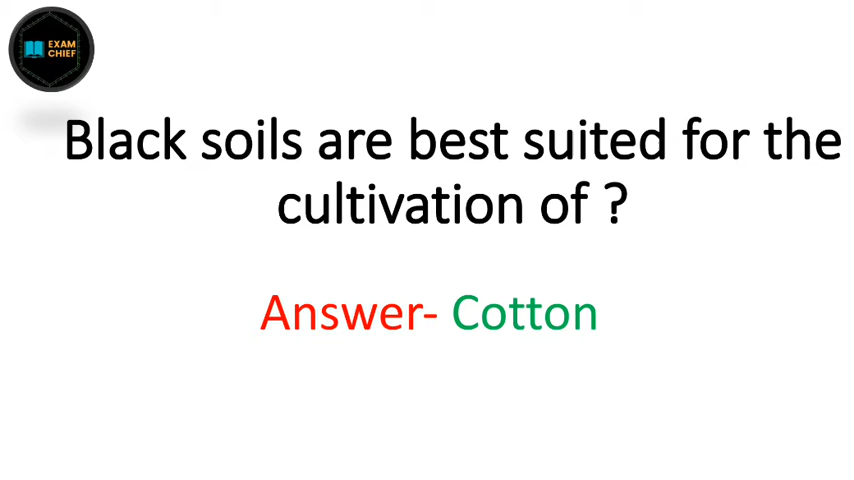 EXAM
CHIEF
Black soils are best suited for the
cultivation of ?
Answer- Cotton